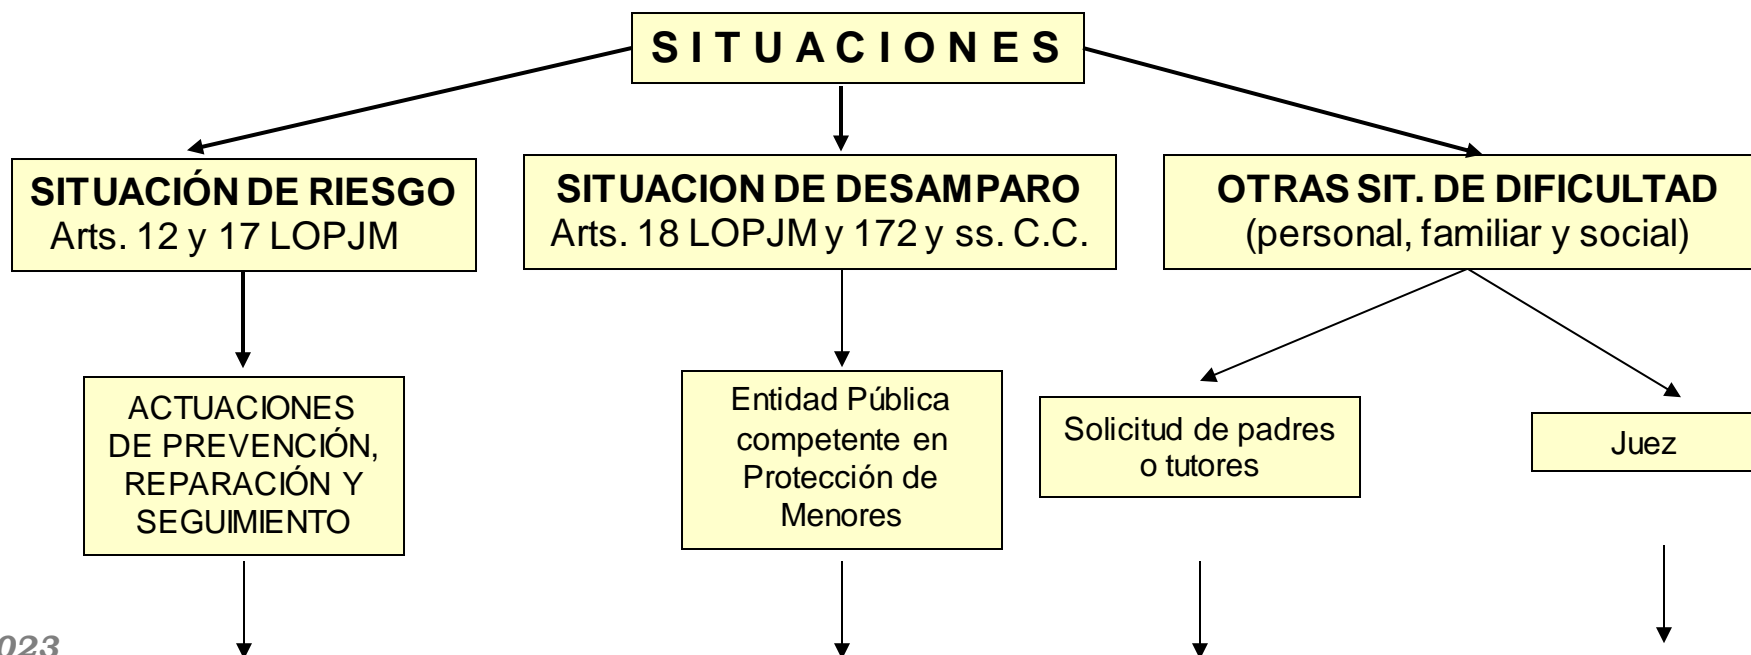 S I T U A C I O N E S
SITUACIÓN DE RIESGO
Arts. 12 y 17 LOPJM
SITUACION DE DESAMPARO
Arts. 18 LOPJM y 172 y ss. C.C.
OTRAS SIT. DE DIFICULTAD
(personal, familiar y social)
ACTUACIONES
DE PREVENCIÓN,
REPARACIÓN Y
SEGUIMIENTO
Entidad Pública
competente en
Protección de
Menores
Solicitud de padres
o tutores
Juez
023